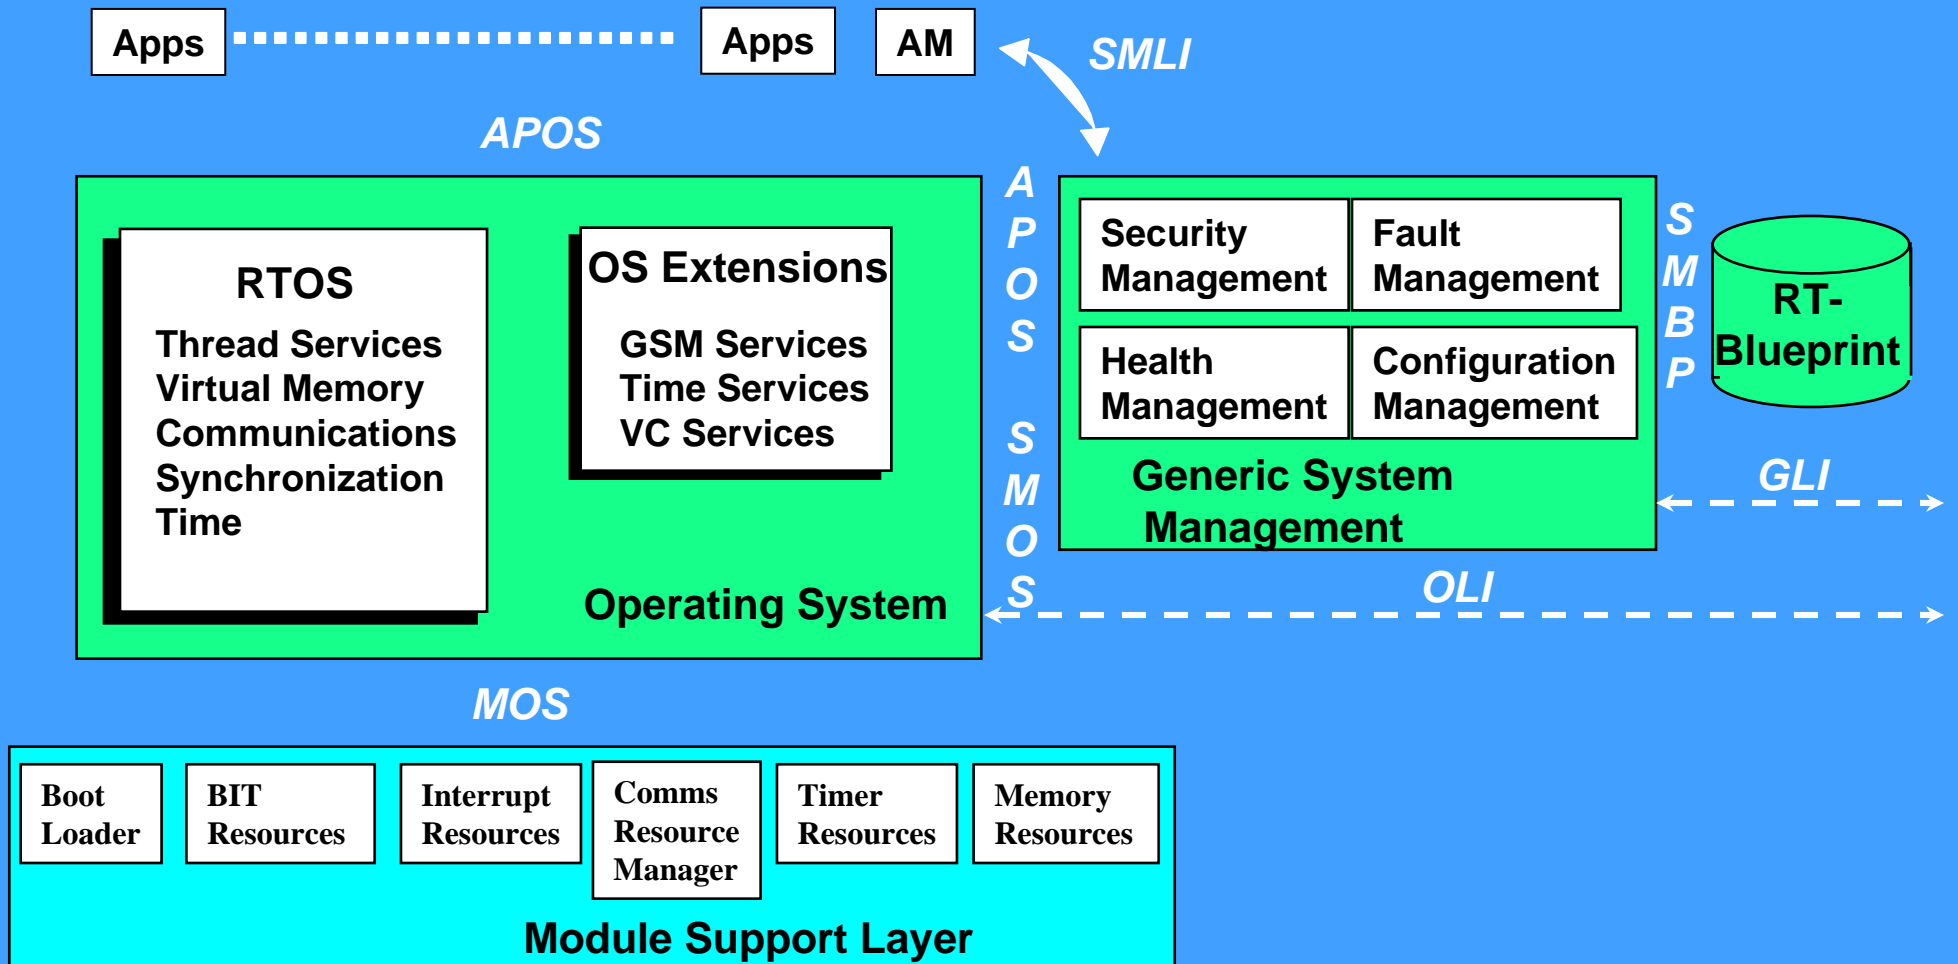 Apps
Apps
AM
SMLI
APOS
RTOS
Thread Services
Virtual Memory
Communications
Synchronization
Time
OS Extensions
GSM Services
Time Services
VC Services
Operating System
A
P
O
S
S
M
O
S
Security
Management
Fault
Management
Health
Management
Configuration
Management
Generic System
Management
S
M
B
P
RT-
Blueprint
GLI
OLI
MOS
Boot
Loader
BIT
Resources
Interrupt
Resources
Comms
Resource
Manager
Timer
Resources
Memory
Resources
Module Support Layer